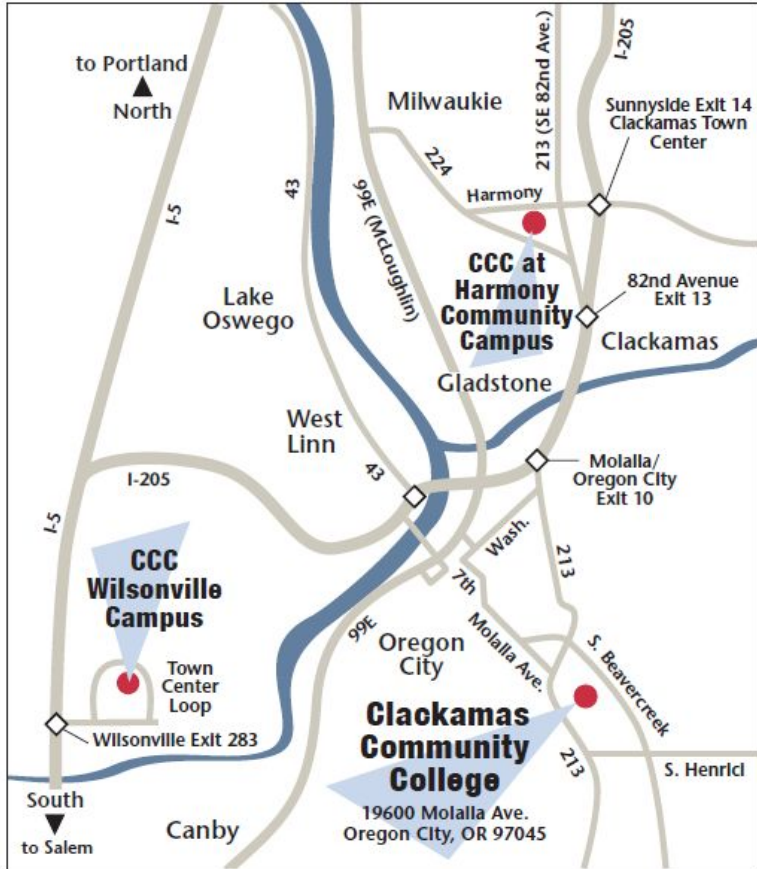 to Portland
North
I-5
43
Milwaukie
224
99E (McLoughlin)
213 (SE 82nd Ave.)
I-205
Sunnyside Exit 14
Clackamas Town
Center
Harmony
CCC at
Harmony
Community
Campus
82nd Avenue
Exit 13
Clackamas
Lake
Oswego
Gladstone
West
Linn
43
I-205
Molalla/
Oregon City
Exit 10
I-5
CCC
Wilsonville
Campus
Wash.
7th
213
99E
Oregon
City
Molalla Ave.
S. Beavercreek
Town
Center
Loop
Wilsonville Exit 283
Clackamas
Community
College
19600 Molalla Ave.
Oregon City, OR 97045
213
S. Henrici
South
to Salem
Canby